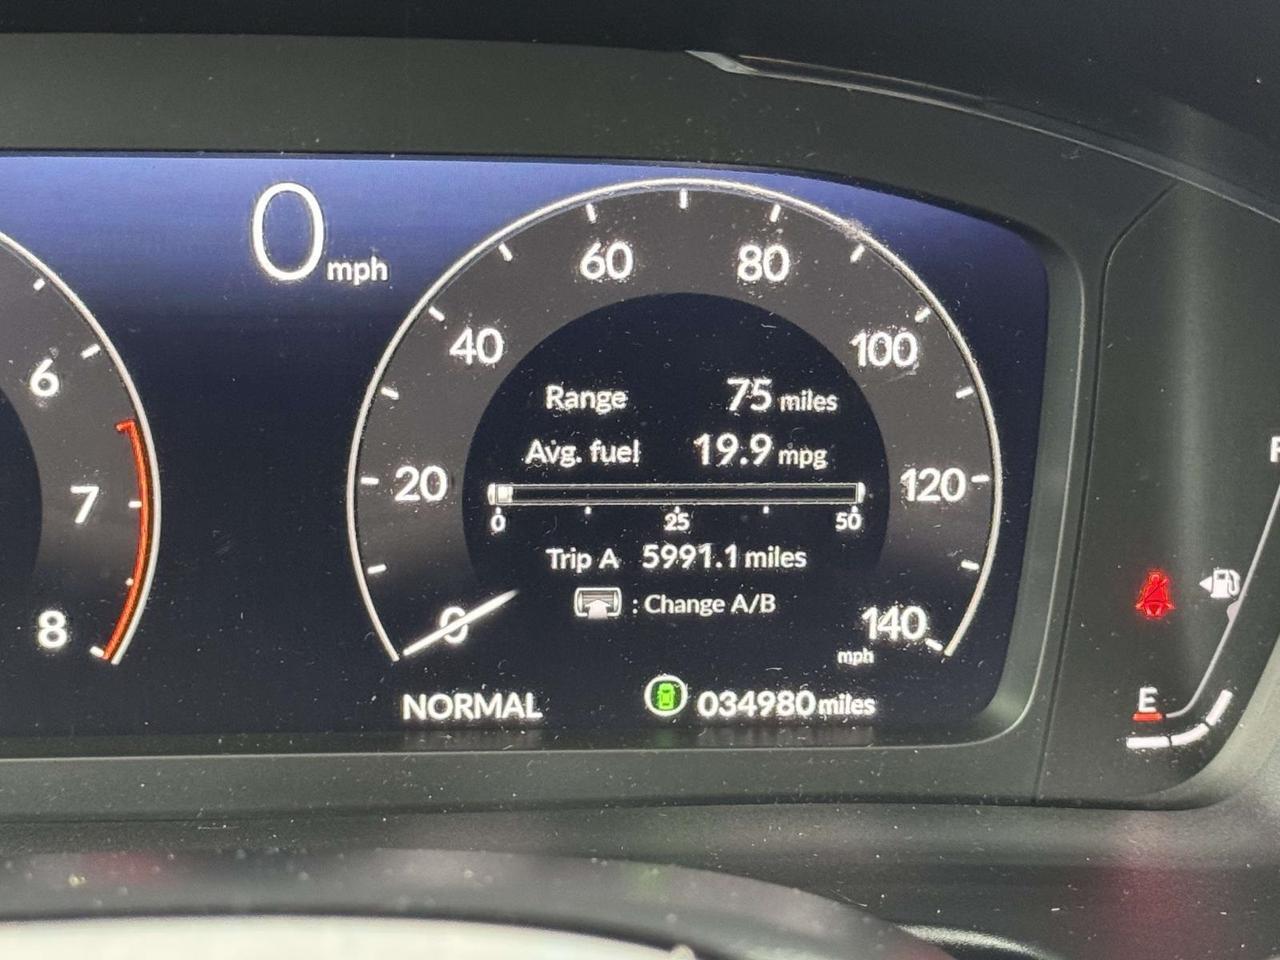 0 mph
6
7
8
0
20
40
60
80
100
120
140
mph
Range 75 miles
Avg. fuel 19.9 mpg
0 25 50
Trip A 5991.1 miles
: Change A/B
NORMAL
034980 miles
E